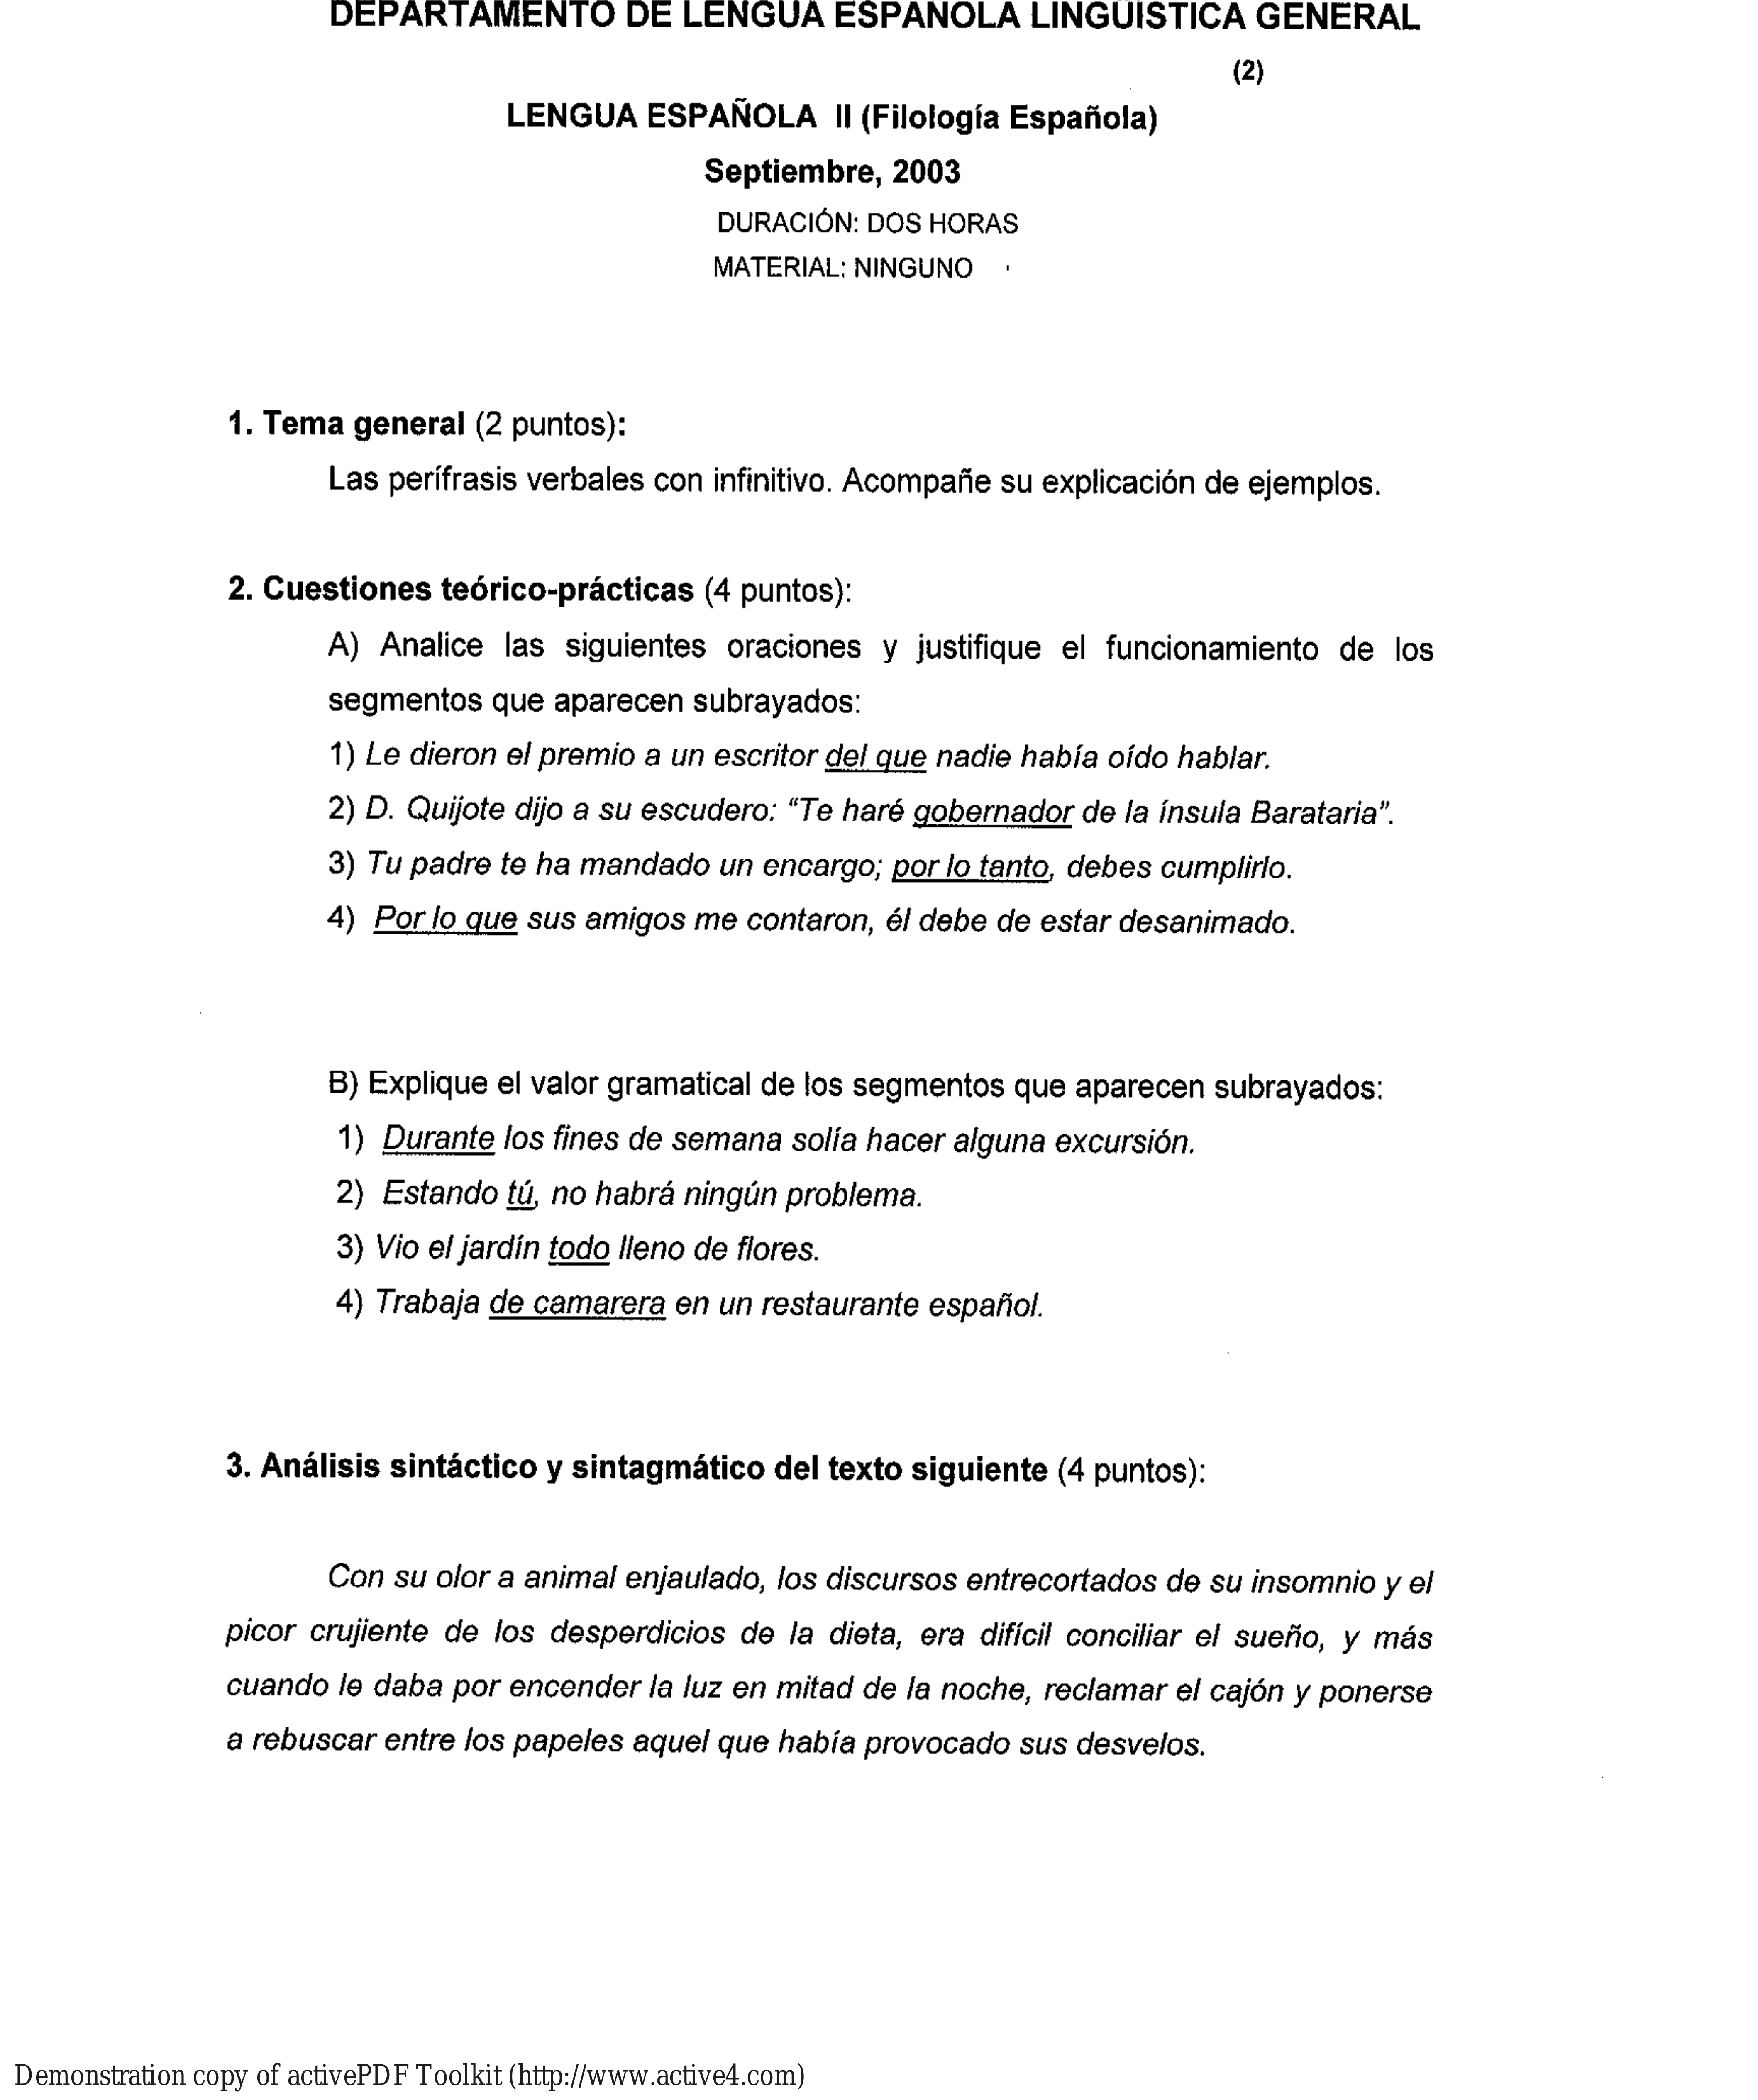 DEPARTAMENTO DE LENGUA ESPAÑOLA LINGÜÍSTICA GENERAL
(2)
LENGUA ESPAÑOLA II (Filología Española)
Septiembre, 2003
DURACIÓN: DOS HORAS
MATERIAL: NINGUNO
1. Tema general (2 puntos):
Las perífrasis verbales con infinitivo. Acompañe su explicación de ejemplos.
2. Cuestiones teórico-prácticas (4 puntos):
A) Analice las siguientes oraciones y justifique el funcionamiento de los
segmentos que aparecen subrayados:
1) Le dieron el premio a un escritor del que nadie había oído hablar.
2) D. Quijote dijo a su escudero: “Te haré gobernador de la ínsula Barataria”.
3) Tu padre te ha mandado un encargo; por lo tanto, debes cumplirlo.
4) Por lo que sus amigos me contaron, él debe de estar desanimado.
B) Explique el valor gramatical de los segmentos que aparecen subrayados:
1) Durante los fines de semana solía hacer alguna excursión.
2) Estando tú, no habrá ningún problema.
3) Vio el jardín todo lleno de flores.
4) Trabaja de camarera en un restaurante español.
3. Análisis sintáctico y sintagmático del texto siguiente (4 puntos):
Con su olor a animal enjaulado, los discursos entrecortados de su insomnio y el
picor crujiente de los desperdicios de la dieta, era difícil conciliar el sueño, y más
cuando le daba por encender la luz en mitad de la noche, reclamar el cajón y ponerse
a rebuscar entre los papeles aquel que había provocado sus desvelos.
Demonstration copy of activePDF Toolkit (http://www.active4.com)